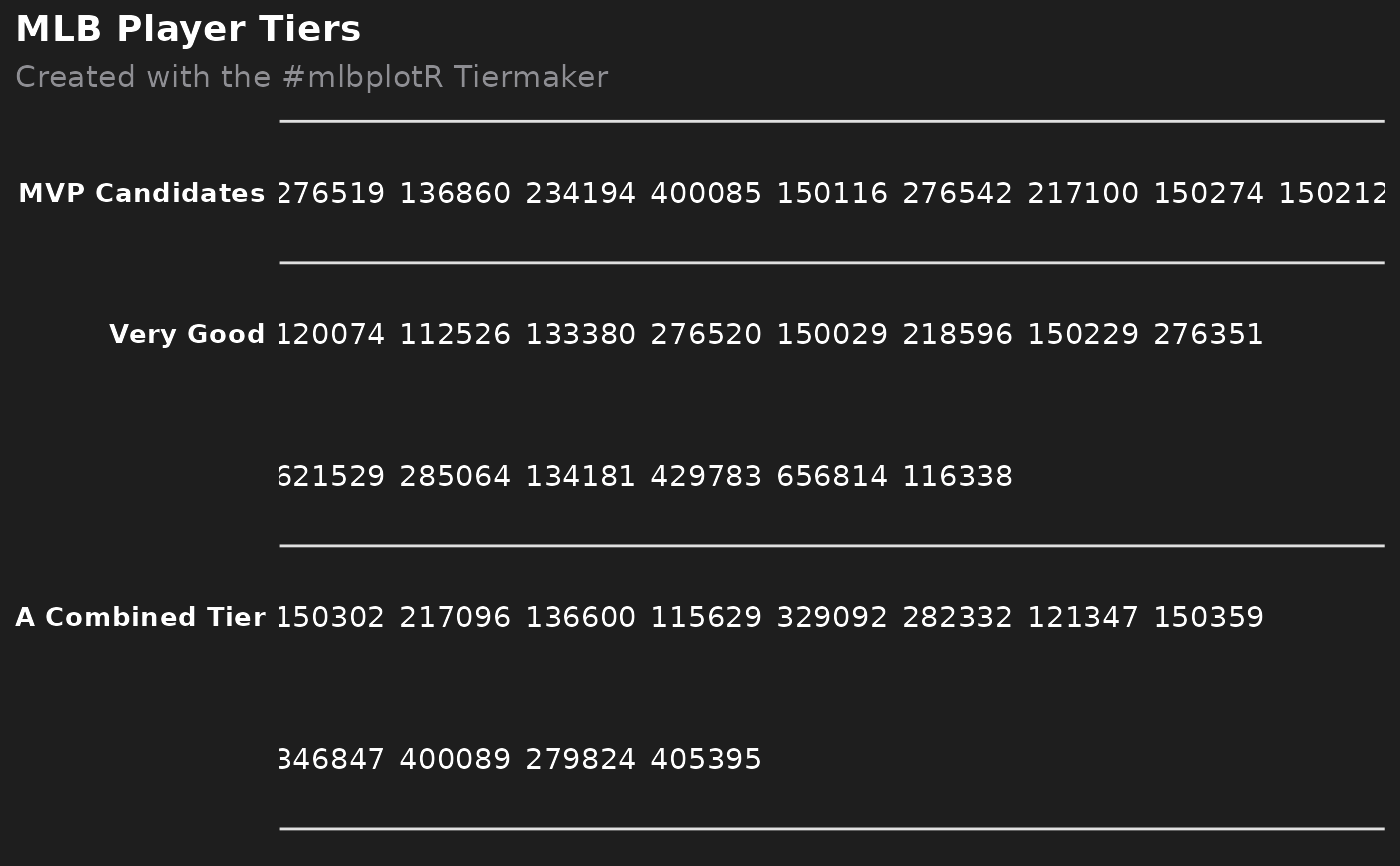 MLB Player Tiers
Created with the #mlbplotR Tiermaker
MVP Candidates 276519 136860 234194 400085 150116 276542 217100 150274 150212
Very Good 120074 112526 133380 276520 150029 218596 150229 276351
621529 285064 134181 429783 656814 116338
A Combined Tier 150302 217096 136600 115629 329092 282332 121347 150359
346847 400089 279824 405395